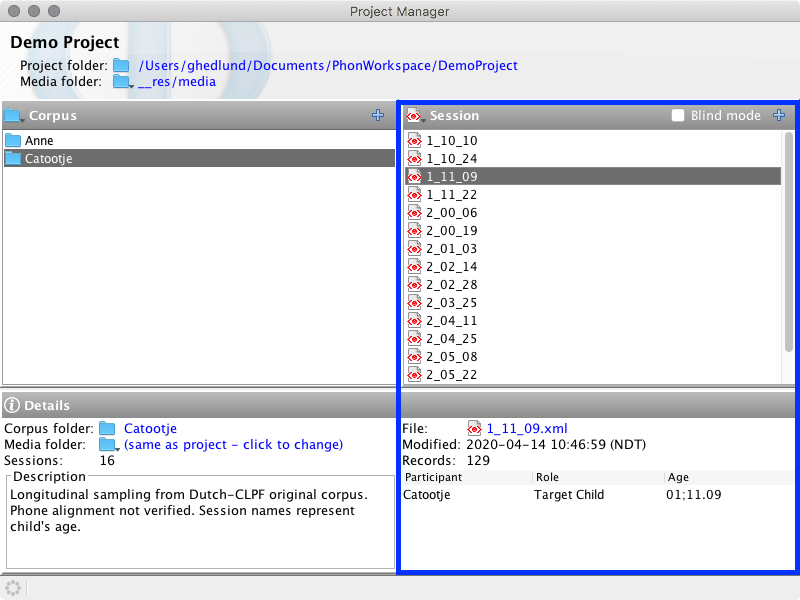 Project Manager
Demo Project
Project folder: /Users/ghedlund/Documents/PhonWorkspace/DemoProject
Media folder: __res/media
Corpus
Anne
Catootje
Session Blind mode
1_10_10
1_10_24
1_11_09
1_11_22
2_00_06
2_00_19
2_01_03
2_02_14
2_02_28
2_03_25
2_04_11
2_04_25
2_05_08
2_05_22
Details
Corpus folder: Catootje
Media folder: (same as project - click to change)
Sessions: 16
Description
Longitudinal sampling from Dutch-CLPF original corpus.
Phone alignment not verified. Session names represent
child's age.
File: 1_11_09.xml
Modified: 2020-04-14 10:46:59 (NDT)
Records: 129
Participant Role Age
Catootje Target Child 01;11.09